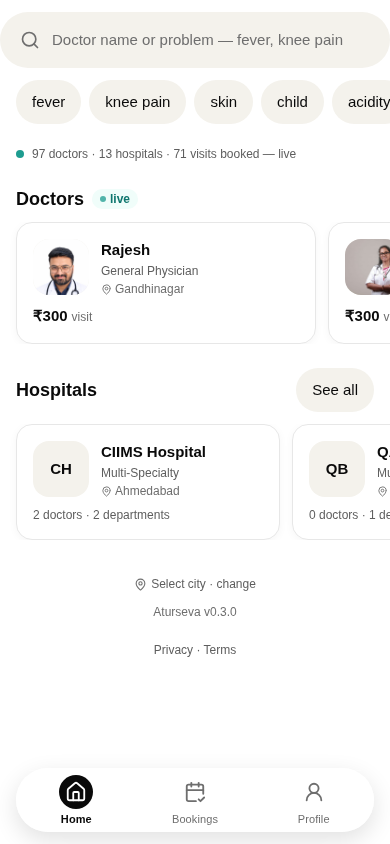 Doctor name or problem — fever, knee pain
fever knee pain skin child acidity
97 doctors · 13 hospitals · 71 visits booked — live
Doctors live
Rajesh
General Physician
Gandhinagar
₹300 visit
₹300 v
Hospitals See all
CH
CIIMS Hospital
Multi-Specialty
Ahmedabad
2 doctors · 2 departments
QB
Q
Mu
0 doctors · 1 de
Select city · change
Aturseva v0.3.0
Privacy · Terms
Home Bookings Profile